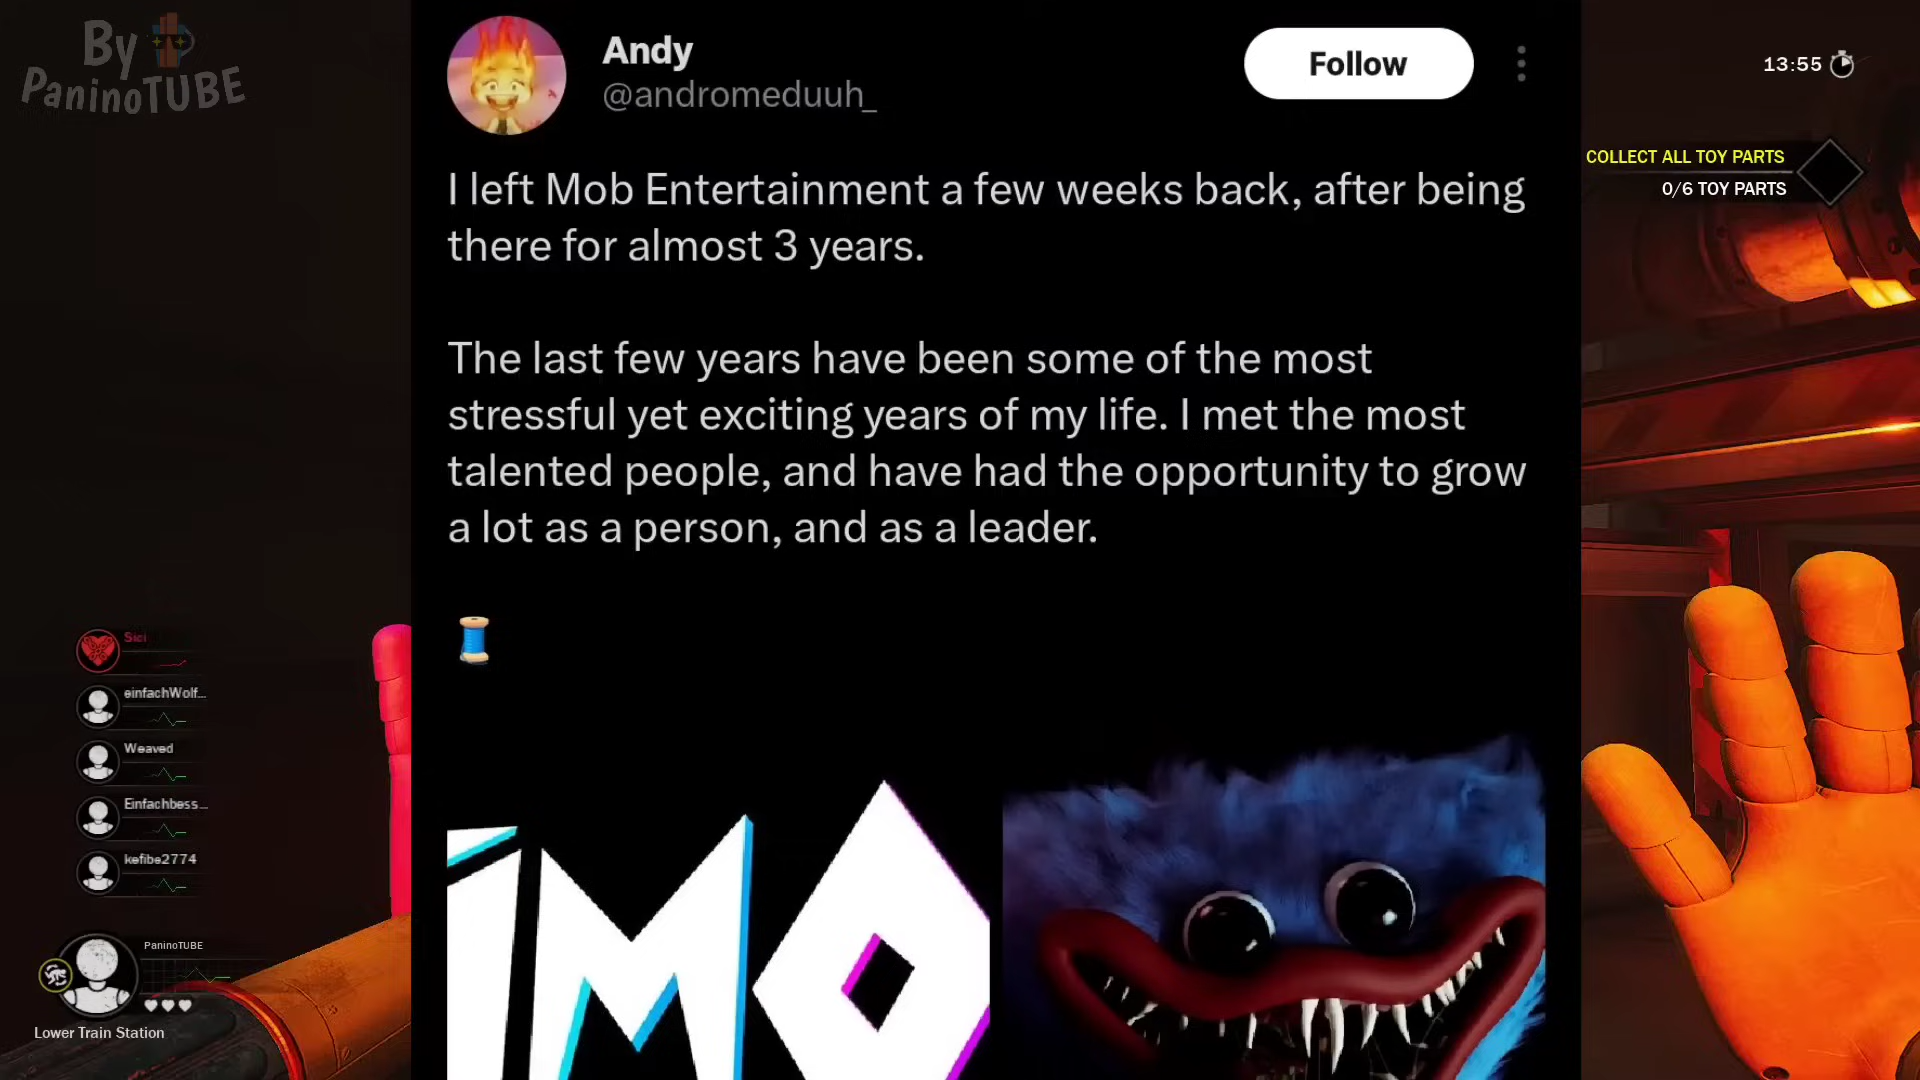 By
PaninoTUBE
Andy
@andromeduuh_
Follow
13:55
COLLECT ALL TOY PARTS
0/6 TOY PARTS
I left Mob Entertainment a few weeks back, after being
there for almost 3 years.
The last few years have been some of the most
stressful yet exciting years of my life. I met the most
talented people, and have had the opportunity to grow
a lot as a person, and as a leader.
Sici
einfachWolf...
Weaved
Einfachbess...
kefibe2774
PaninoTUBE
Lower Train Station
MO